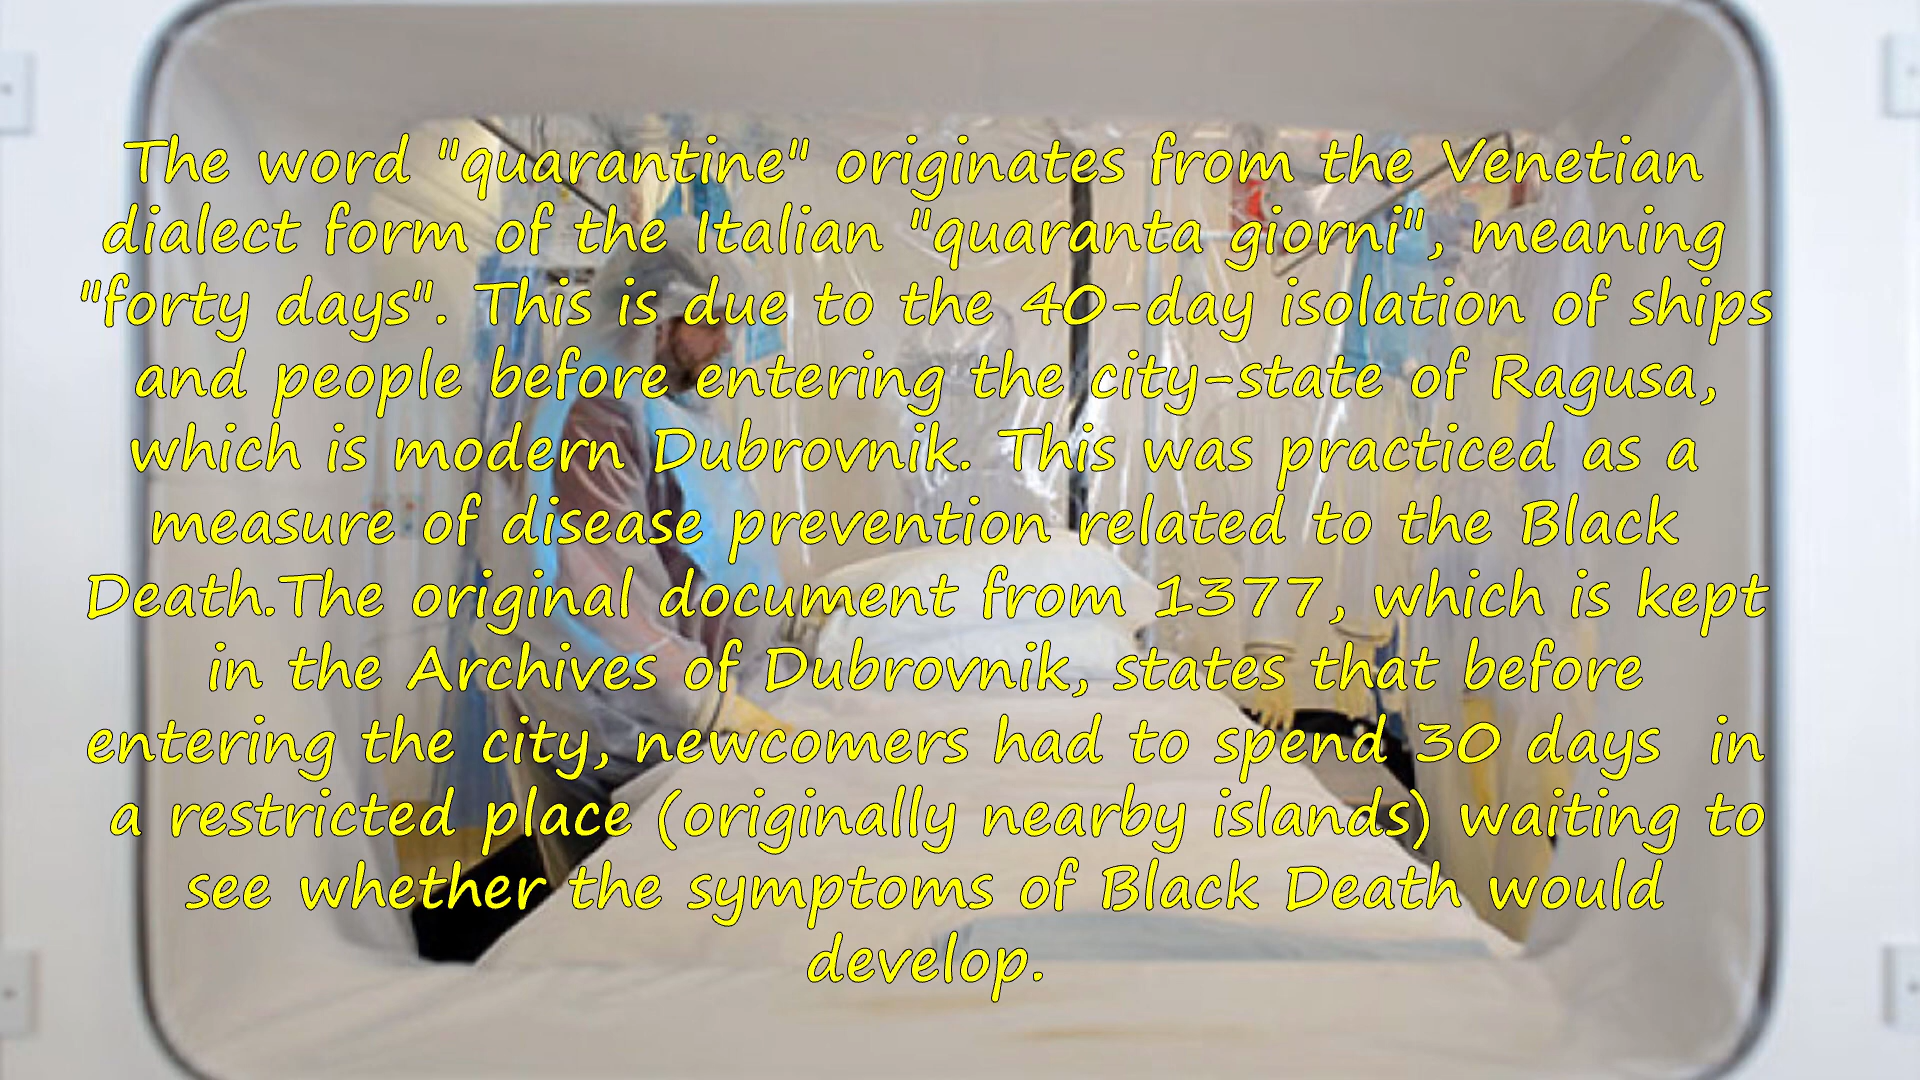 The word "quarantine" originates from the Venetian
dialect form of the Italian "quaranta giorni", meaning
"forty days". This is due to the 40-day isolation of ships
and people before entering the city-state of Ragusa,
which is modern Dubrovnik. This was practiced as a
measure of disease prevention related to the Black
Death.The original document from 1377, which is kept
in the Archives of Dubrovnik, states that before
entering the city, newcomers had to spend 30 days  in
a restricted place (originally nearby islands) waiting to
see whether the symptoms of Black Death would
develop.